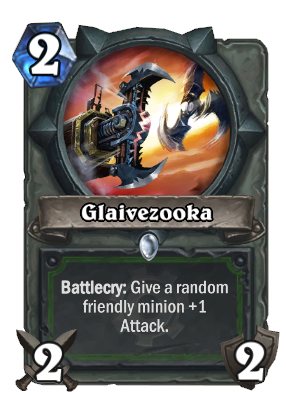 2
Glaivezooka
Battlecry: Give a random
friendly minion +1
Attack.
2 2